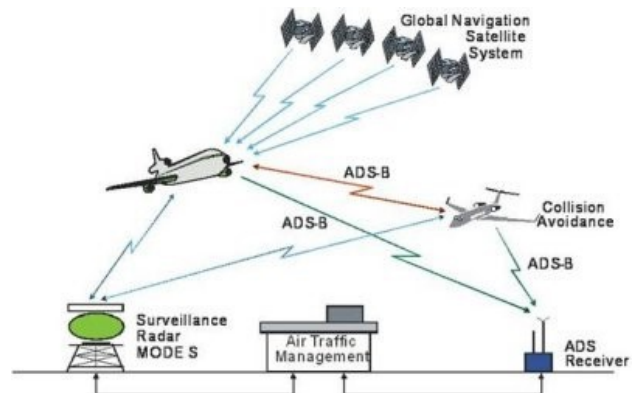 Global Navigation
Satellite
System
ADS-B
ADS-B
Collision
Avoidance
ADS-B
Surveillance
Radar
MODE S
Air Traffic
Management
ADS
Receiver